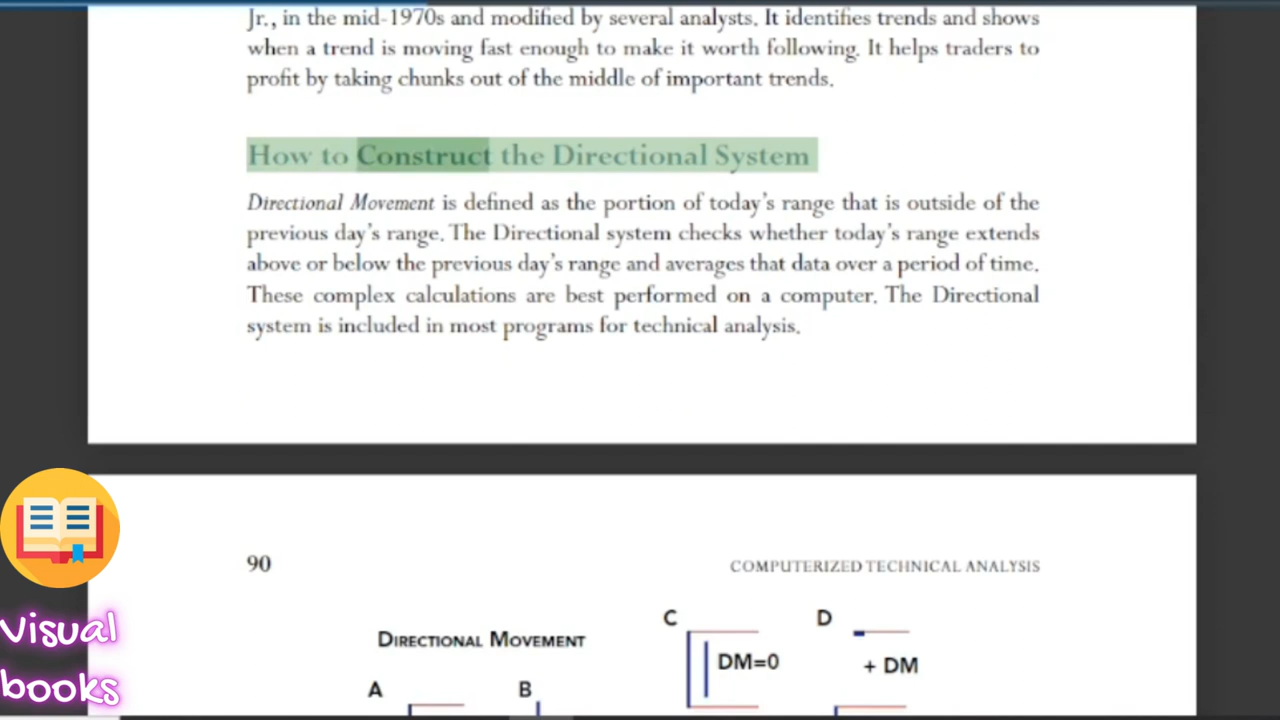 Jr., in the mid-1970s and modified by several analysts. It identifies trends and shows
when a trend is moving fast enough to make it worth following. It helps traders to
profit by taking chunks out of the middle of important trends.
How to Construct the Directional System
Directional Movement is defined as the portion of today's range that is outside of the
previous day's range. The Directional system checks whether today's range extends
above or below the previous day's range and averages that data over a period of time.
These complex calculations are best performed on a computer. The Directional
system is included in most programs for technical analysis.
90
COMPUTERIZED TECHNICAL ANALYSIS
DIRECTIONAL MOVEMENT
A
B
C
DM=0
D
+ DM
Visual
books